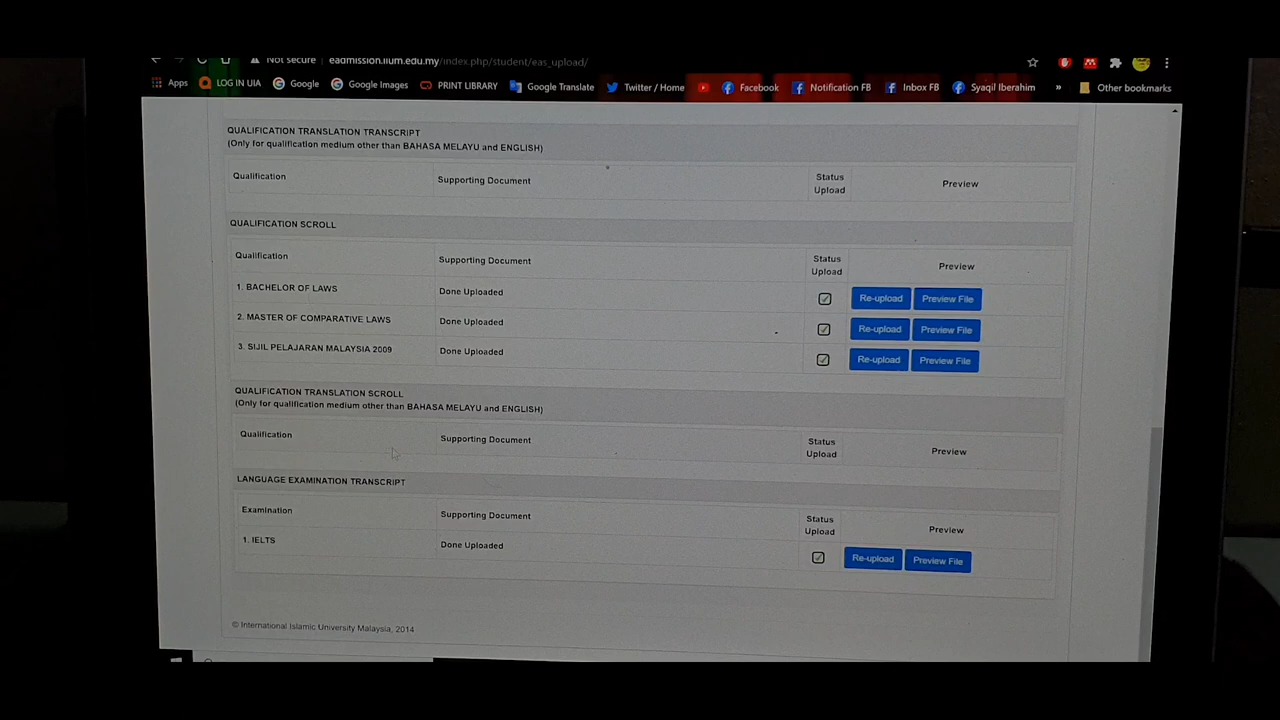 Not secure eadmission.iium.edu.my/index.php/student/eas_upload/
Apps LOG IN UIA Google Google Images PRINT LIBRARY Google Translate Twitter / Home Facebook Notification FB Inbox FB Syaqil Iberahim » Other bookmarks
QUALIFICATION TRANSLATION TRANSCRIPT
(Only for qualification medium other than BAHASA MELAYU and ENGLISH)
Qualification Supporting Document Status Upload Preview
QUALIFICATION SCROLL
Qualification Supporting Document Status Upload Preview
1. BACHELOR OF LAWS Done Uploaded Re-upload Preview File
2. MASTER OF COMPARATIVE LAWS Done Uploaded Re-upload Preview File
3. SIJIL PELAJARAN MALAYSIA 2009 Done Uploaded Re-upload Preview File
QUALIFICATION TRANSLATION SCROLL
(Only for qualification medium other than BAHASA MELAYU and ENGLISH)
Qualification Supporting Document Status Upload Preview
LANGUAGE EXAMINATION TRANSCRIPT
Examination Supporting Document Status Upload Preview
1. IELTS Done Uploaded Re-upload Preview File
© International Islamic University Malaysia, 2014